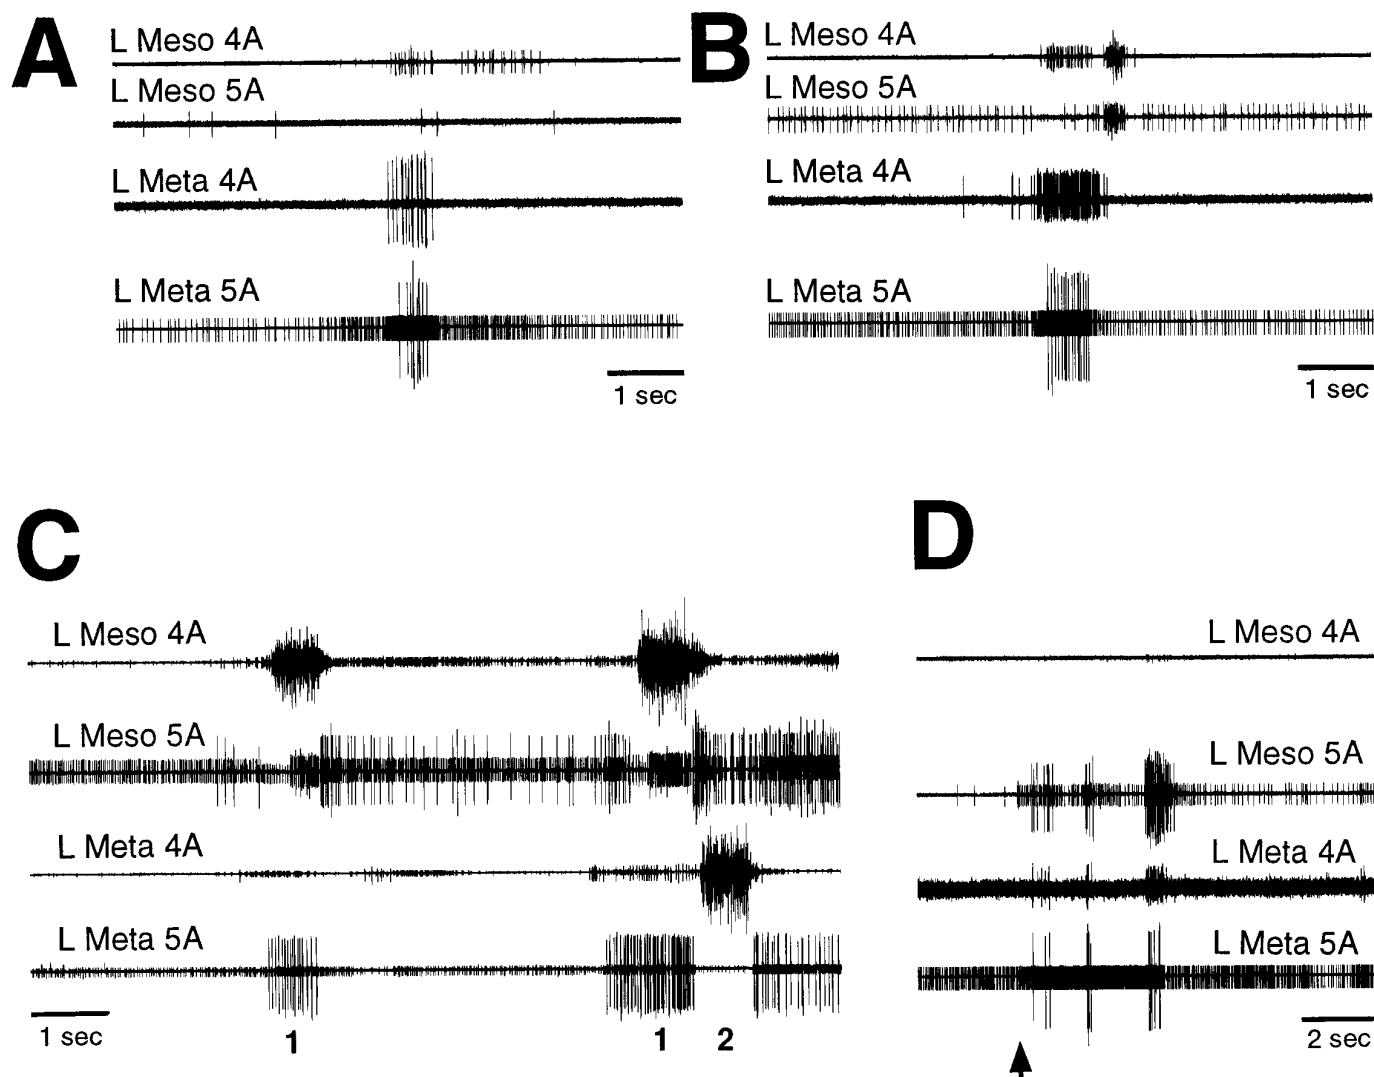 A
L Meso 4A
L Meso 5A
L Meta 4A
L Meta 5A
1 sec
B
L Meso 4A
L Meso 5A
L Meta 4A
L Meta 5A
1 sec
C
L Meso 4A
L Meso 5A
L Meta 4A
L Meta 5A
1 sec
1
1
2
D
L Meso 4A
L Meso 5A
L Meta 4A
L Meta 5A
2 sec